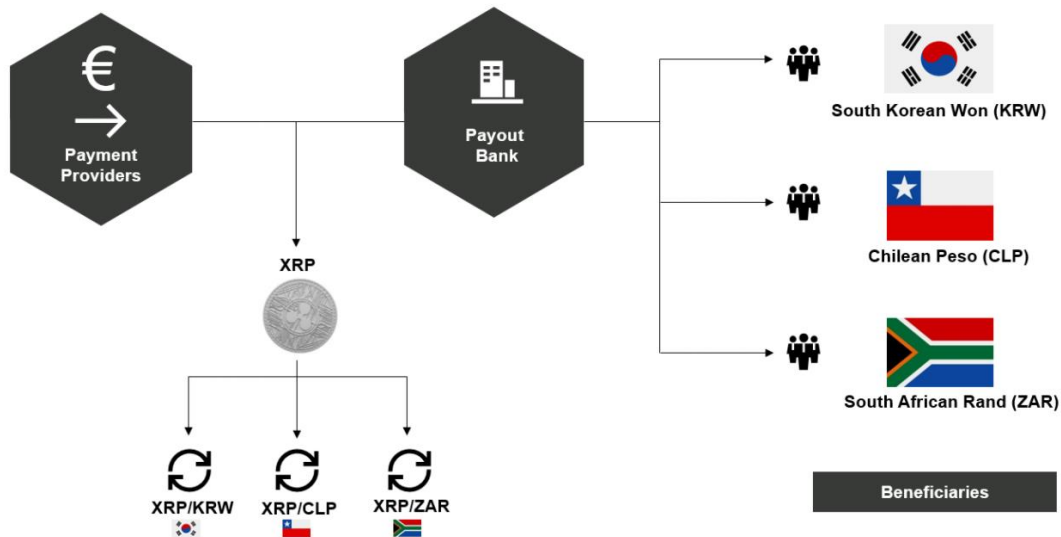 €
Payment
Providers
Payout
Bank
South Korean Won (KRW)
Chilean Peso (CLP)
South African Rand (ZAR)
XRP
XRP/KRW
XRP/CLP
XRP/ZAR
Beneficiaries